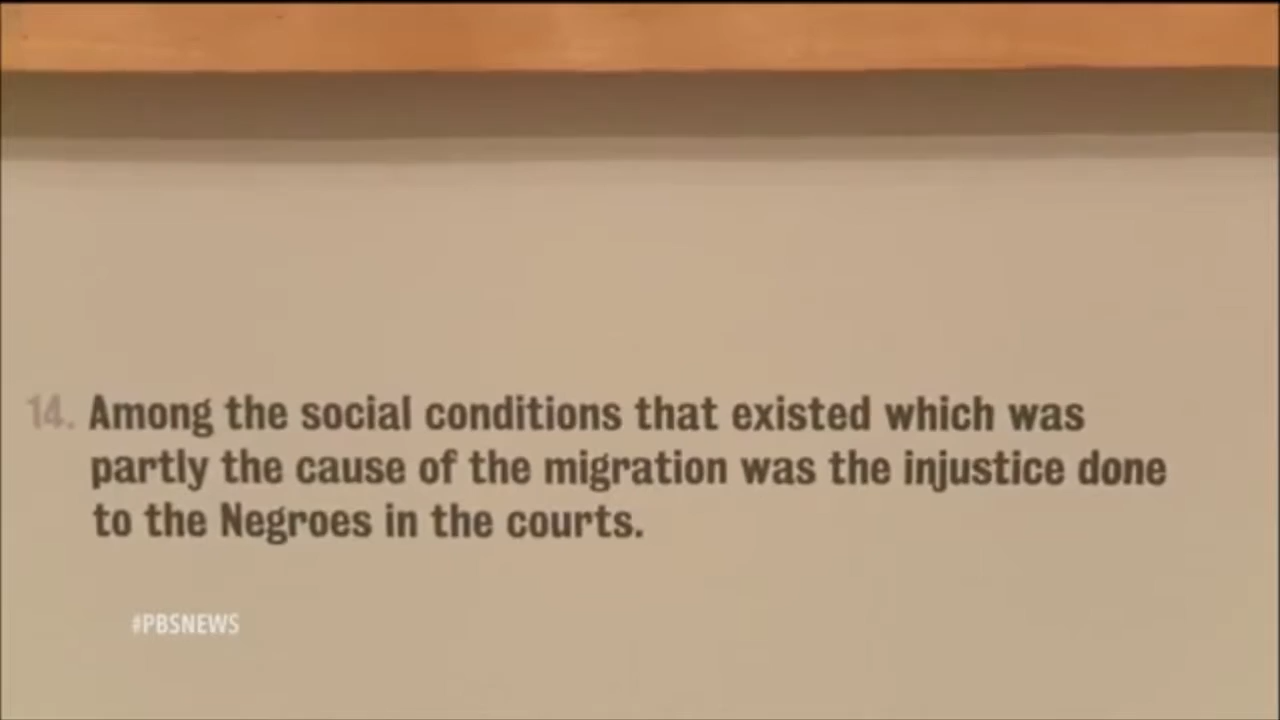 14. Among the social conditions that existed which was
partly the cause of the migration was the injustice done
to the Negroes in the courts.
#PBSNEWS